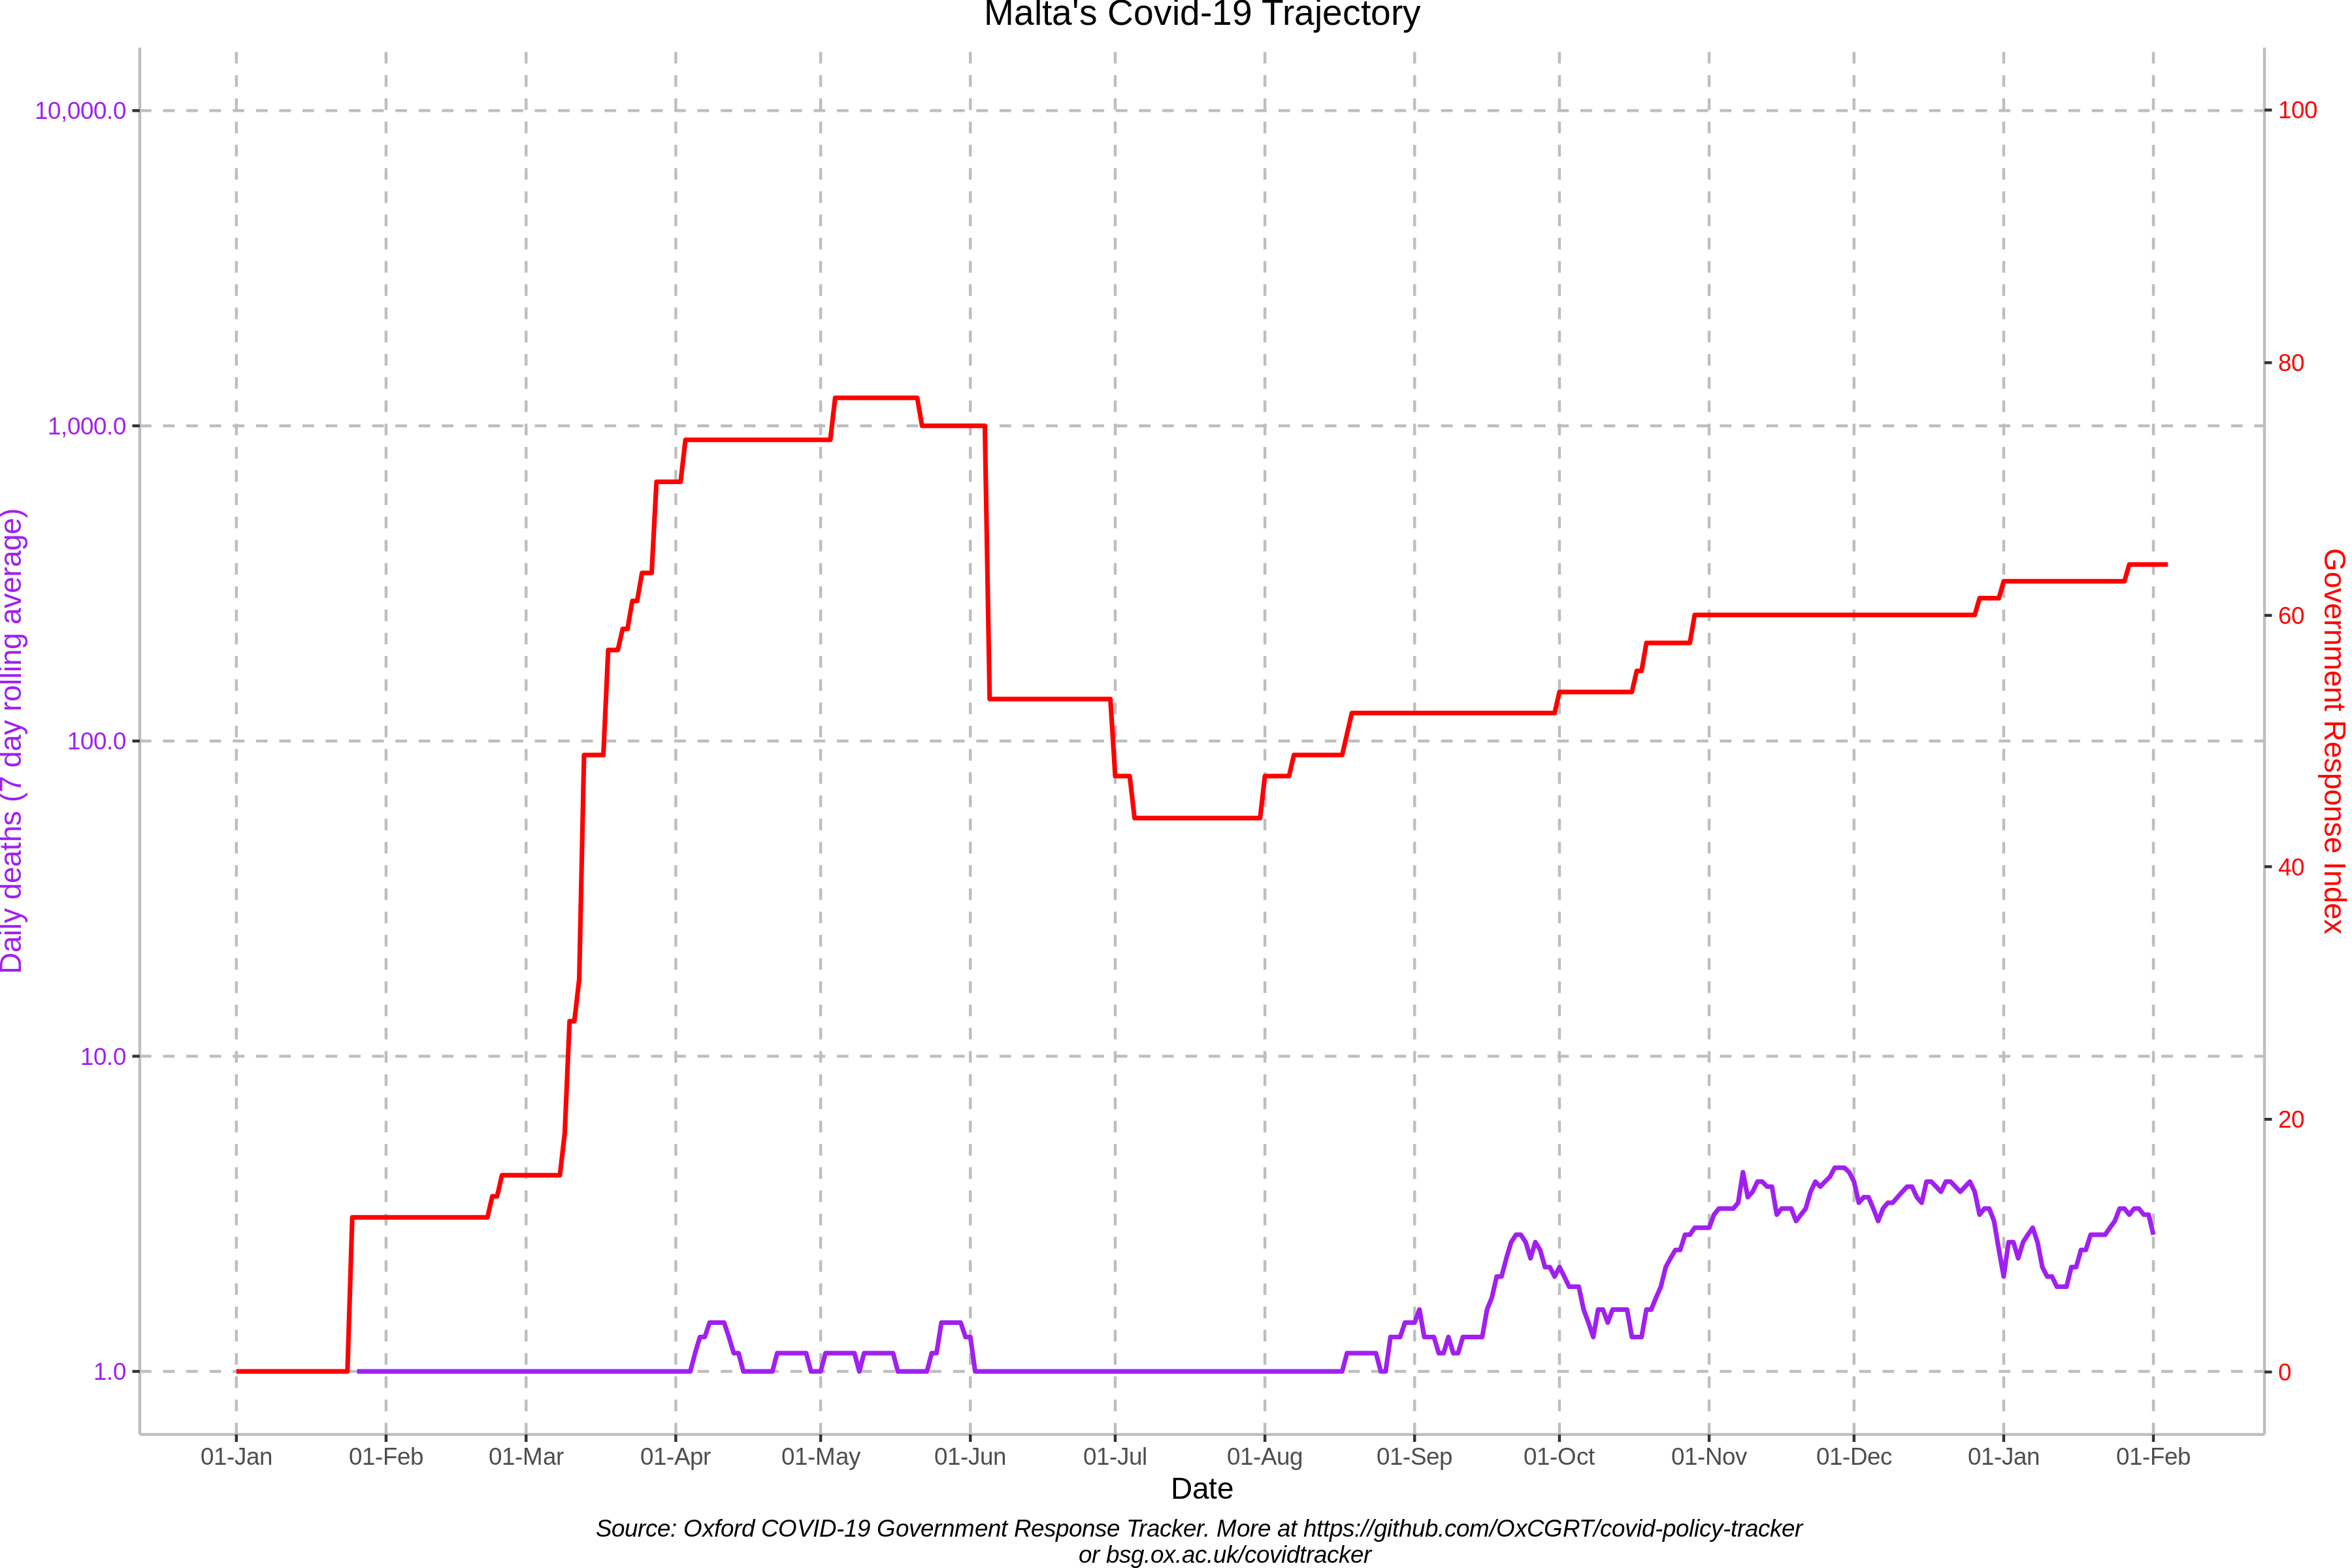 Malta's Covid-19 Trajectory
10,000.0
1,000.0
100.0
10.0
1.0
Daily deaths (7 day rolling average)
100
80
60
40
20
0
Government Response Index
01-Jan 01-Feb 01-Mar 01-Apr 01-May 01-Jun 01-Jul 01-Aug 01-Sep 01-Oct 01-Nov 01-Dec 01-Jan 01-Feb
Date
Source: Oxford COVID-19 Government Response Tracker. More at https://github.com/OxCGRT/covid-policy-tracker
or bsg.ox.ac.uk/covidtracker